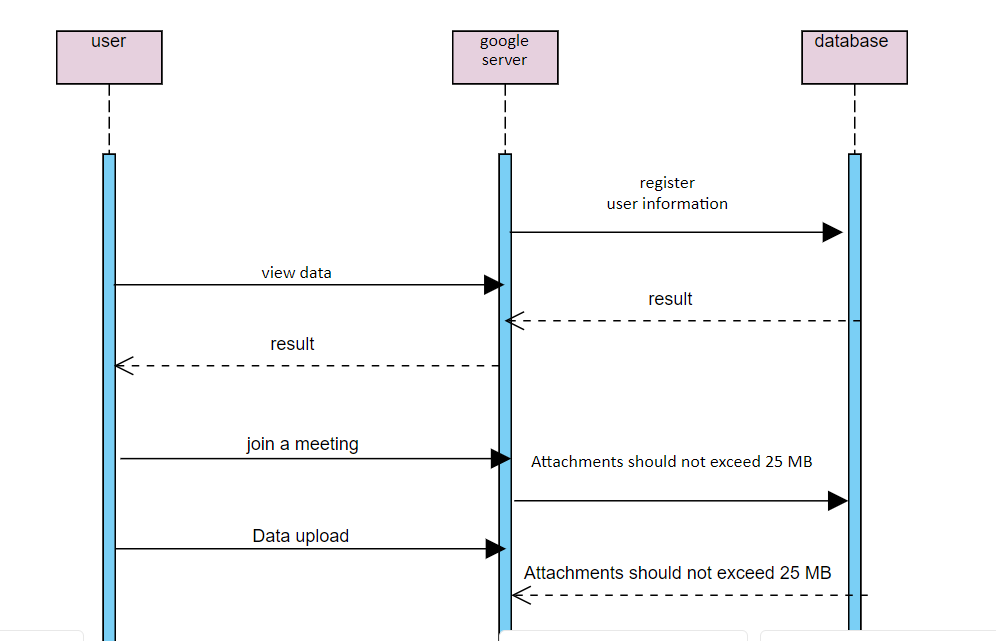 user
google
server
database
register
user information
view data
result
result
join a meeting
Attachments should not exceed 25 MB
Data upload
Attachments should not exceed 25 MB